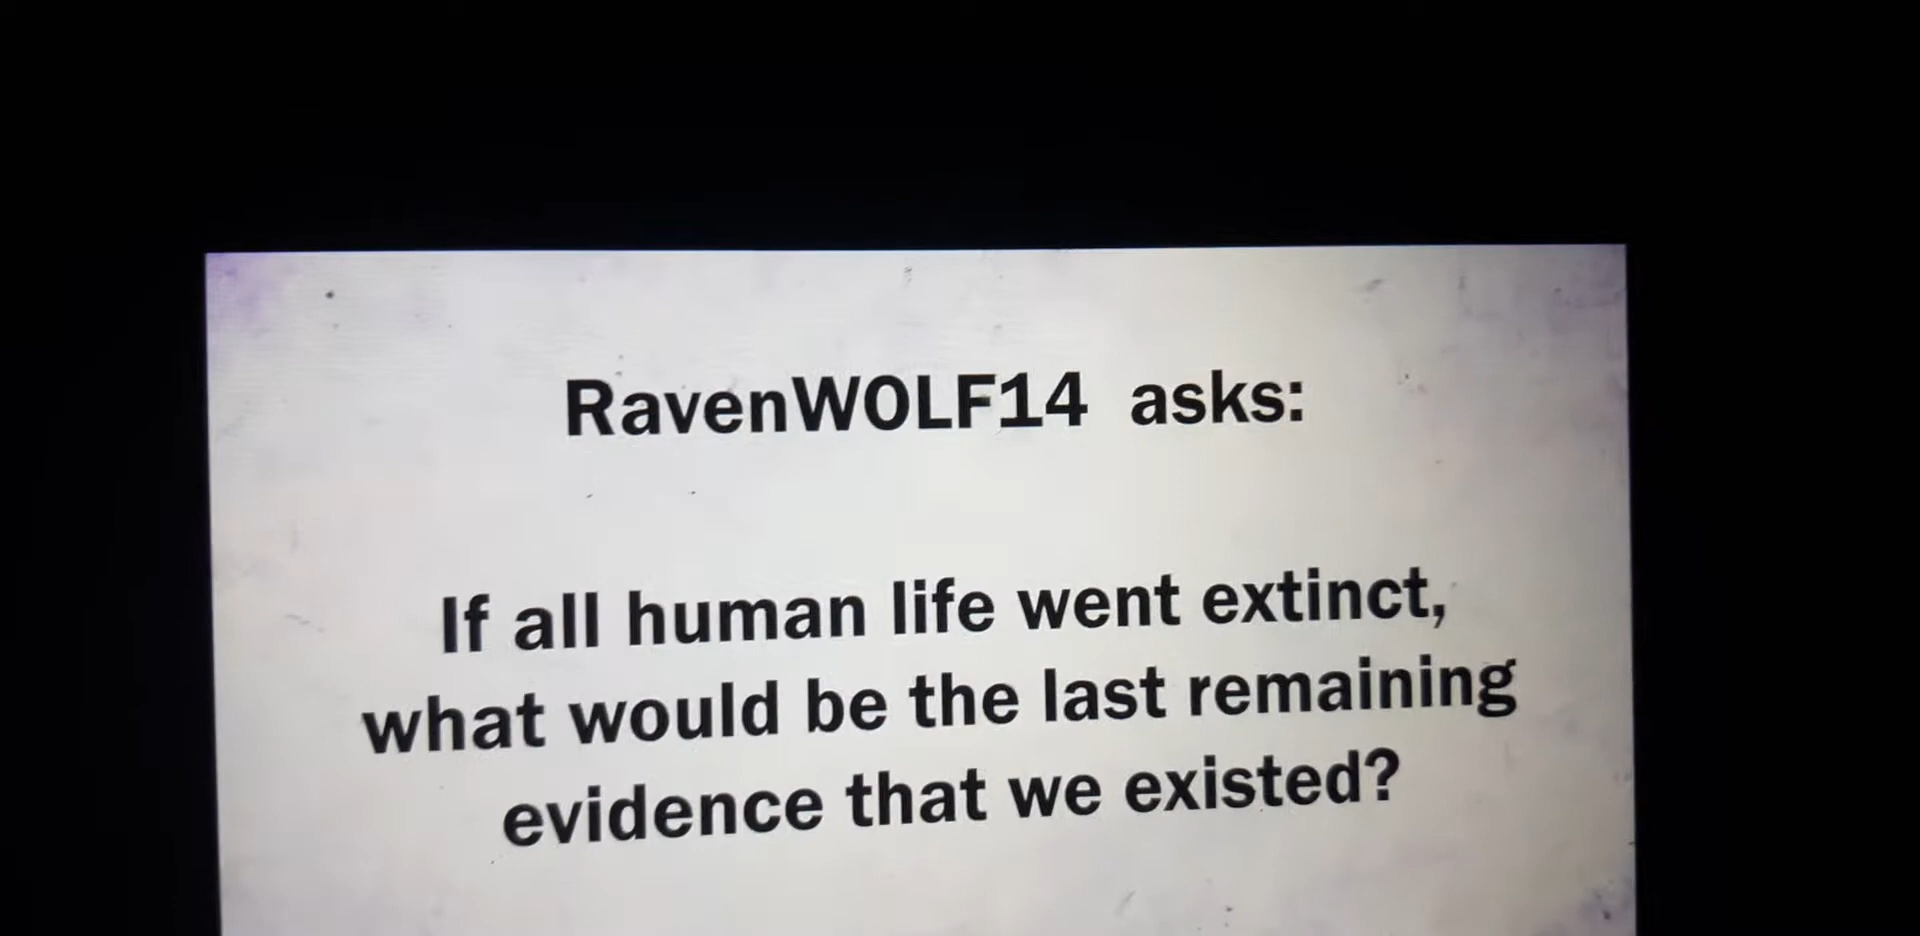 RavenWOLF14 asks:
If all human life went extinct,
what would be the last remaining
evidence that we existed?